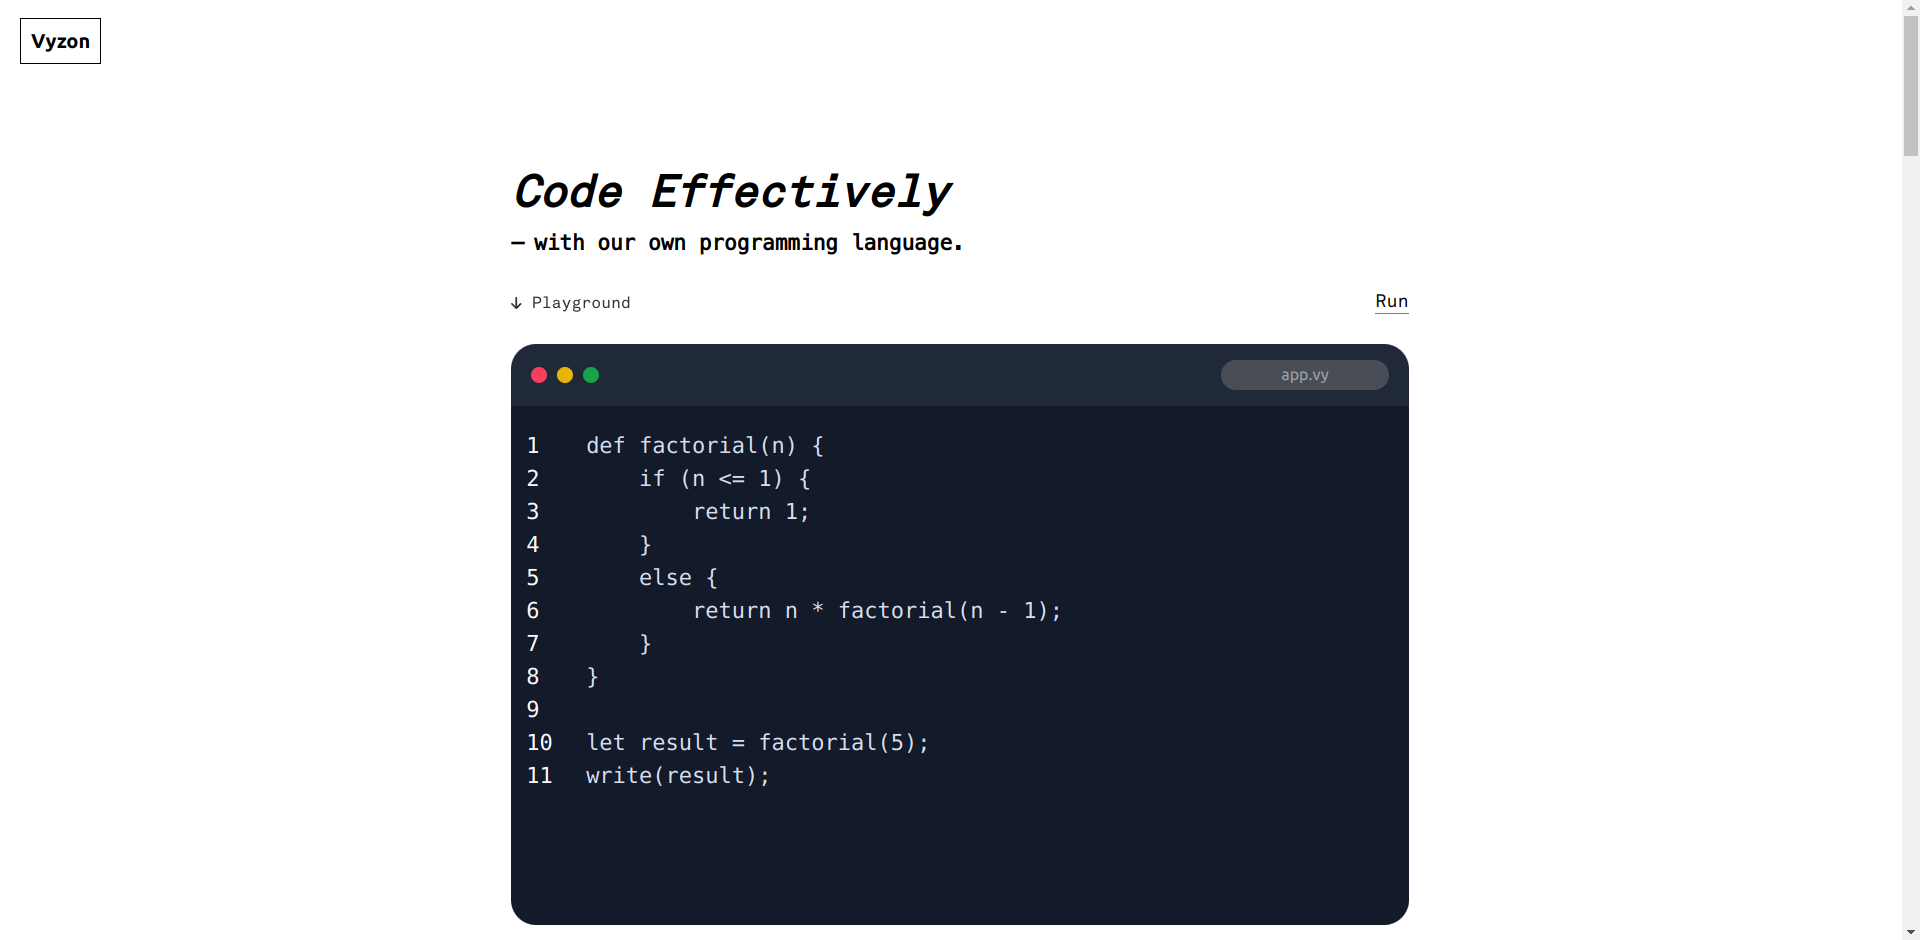 Vyzon
Code Effectively
— with our own programming language.
↓ Playground
Run
app.vy
1 def factorial(n) {
2     if (n <= 1) {
3         return 1;
4     }
5     else {
6         return n * factorial(n - 1);
7     }
8 }
9
10 let result = factorial(5);
11 write(result);